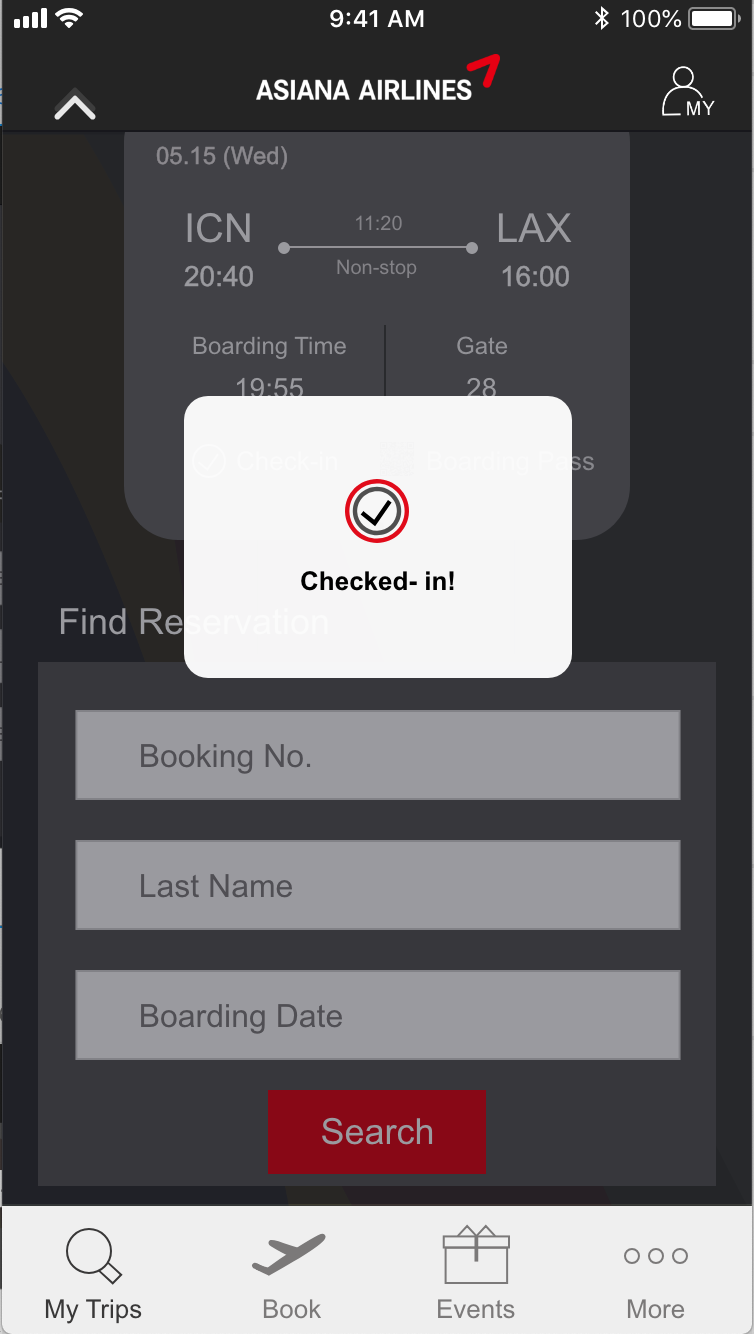 9:41 AM
100%
ASIANA AIRLINES
MY
05.15 (Wed)
ICN
11:20
LAX
20:40
Non-stop
16:00
Boarding Time
Gate
19:55
28
Check-in
Boarding Pass
Checked- in!
Find Reservation
Booking No.
Last Name
Boarding Date
Search
My Trips
Book
Events
More